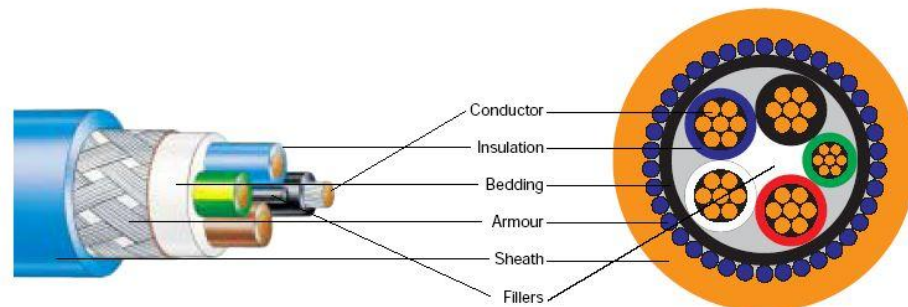 Conductor
Insulation
Bedding
Armour
Sheath
Fillers